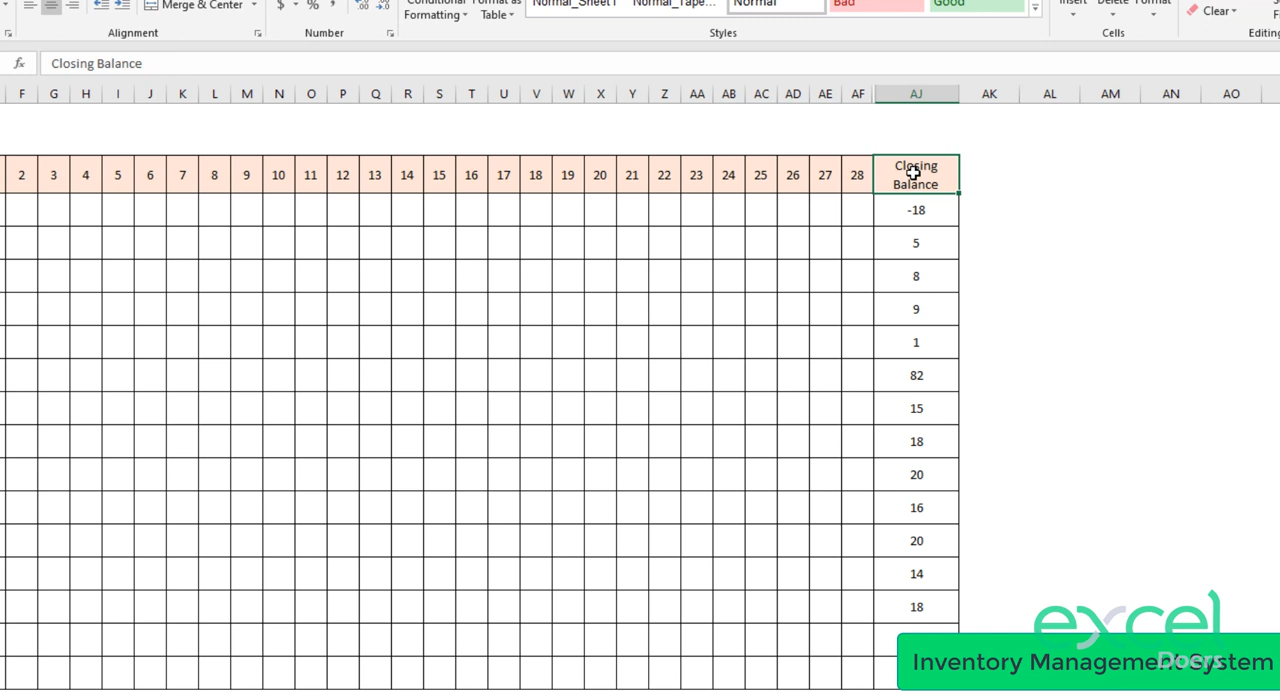 Merge & Center $ % , Conditional Format as Normal_Sheet1 Normal_Tape... Normal Bad Good Insert Delete Format
Formatting Table Clear
Alignment Number Styles Cells Editing
fx Closing Balance
F G H I J K L M N O P Q R S T U V W X Y Z AA AB AC AD AE AF AJ AK AL AM AN AO
2 3 4 5 6 7 8 9 10 11 12 13 14 15 16 17 18 19 20 21 22 23 24 25 26 27 28 Closing
Balance
-18
5
8
9
1
82
15
18
20
16
20
14
18
excel
Doers
Inventory Management System